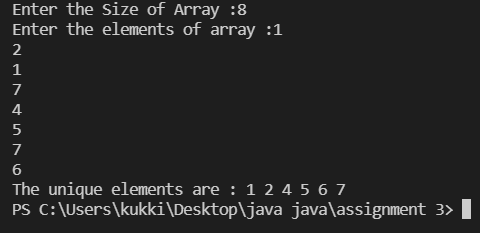 Enter the Size of Array :8
Enter the elements of array :1
2
1
7
4
5
7
6
The unique elements are : 1 2 4 5 6 7
PS C:\Users\kukki\Desktop\java java\assignment 3>